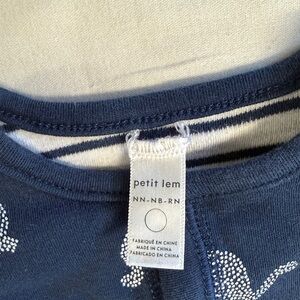 petit lem
NN-NB-RN
FABRIQUÉ EN CHINE
MADE IN CHINA
FABRICADO EN CHINA